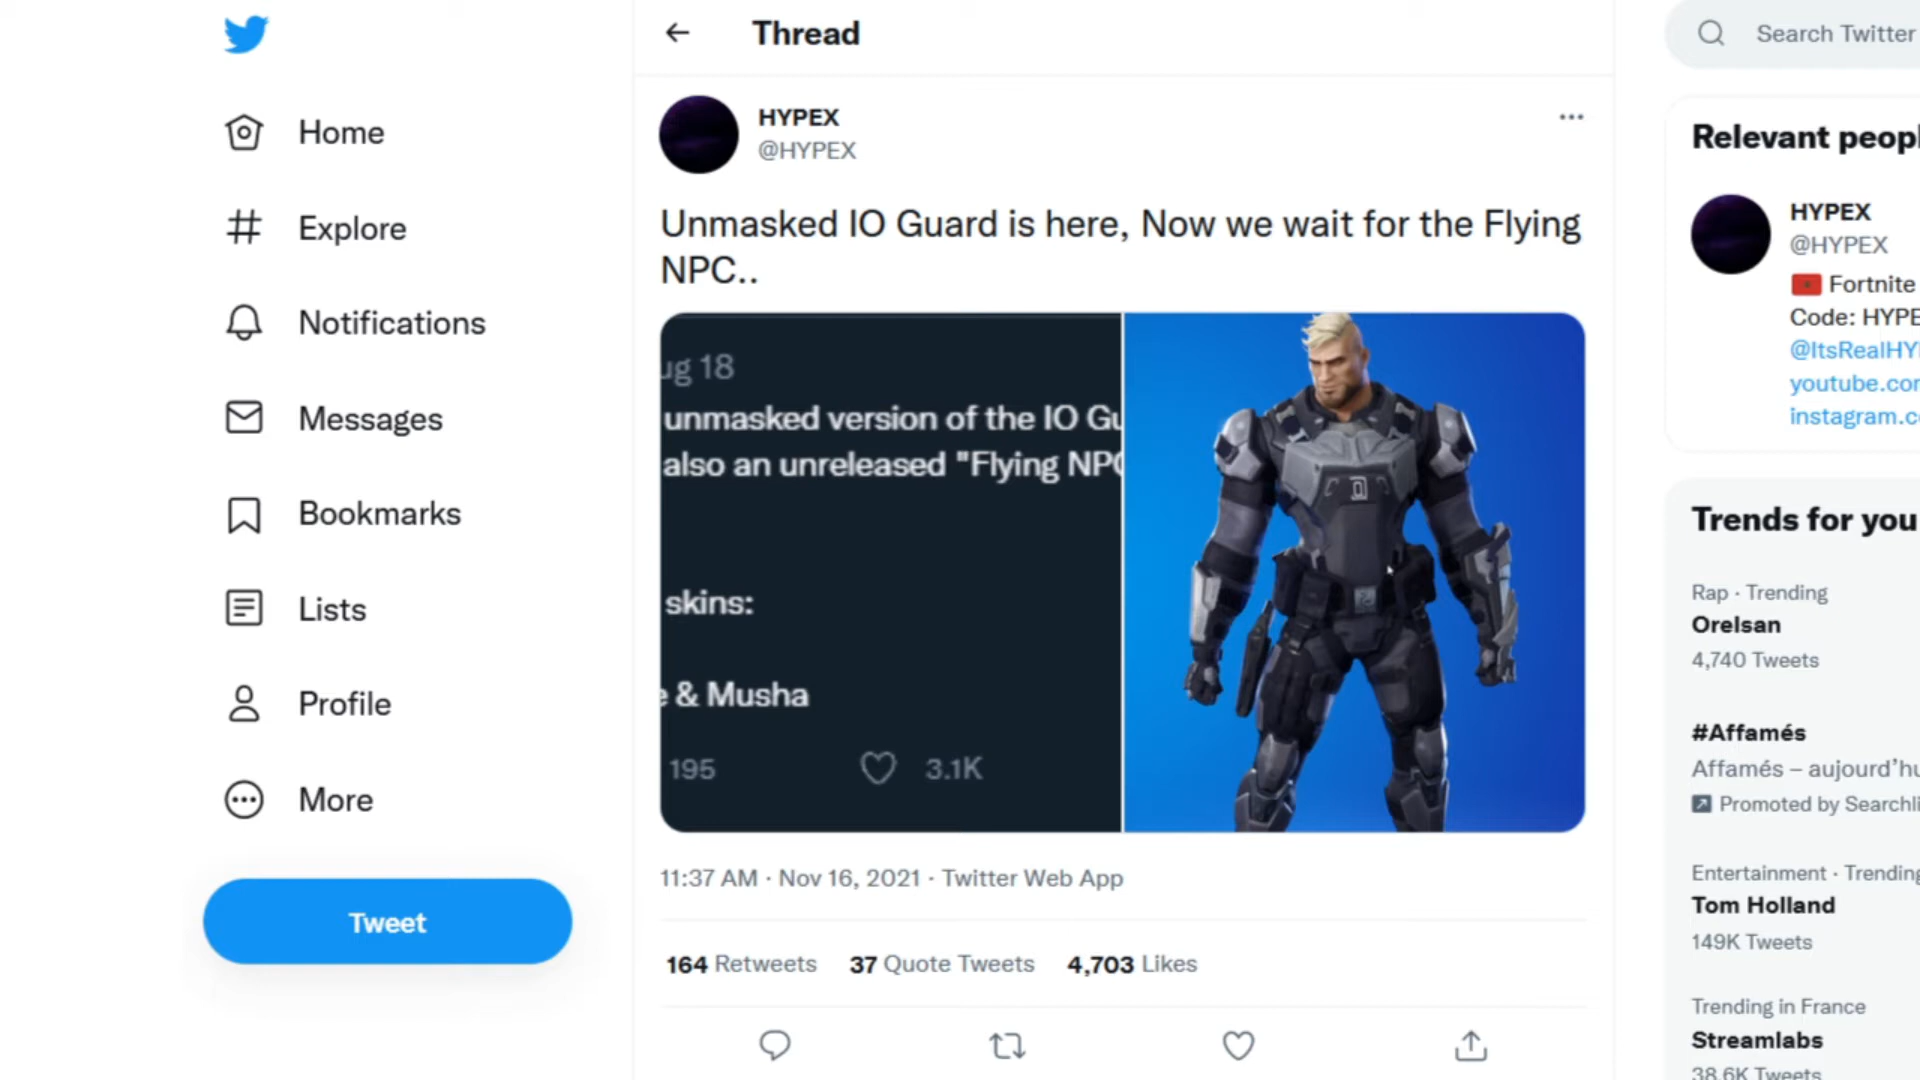 Thread
Search Twitter
Home
Explore
Notifications
Messages
Bookmarks
Lists
Profile
More
Tweet
HYPEX
@HYPEX
Unmasked IO Guard is here, Now we wait for the Flying
NPC..
ug 18
unmasked version of the IO Gu
also an unreleased "Flying NPC
skins:
e & Musha
195 3.1K
11:37 AM · Nov 16, 2021 · Twitter Web App
164 Retweets 37 Quote Tweets 4,703 Likes
Relevant peopl
HYPEX
@HYPEX
Fortnite
Code: HYPE
@ItsRealHY
youtube.co
instagram.c
Trends for you
Rap · Trending
Orelsan
4,740 Tweets
#Affamés
Affamés – aujourd'hu
Promoted by Searchli
Entertainment · Trending
Tom Holland
149K Tweets
Trending in France
Streamlabs
38.6K Tweets